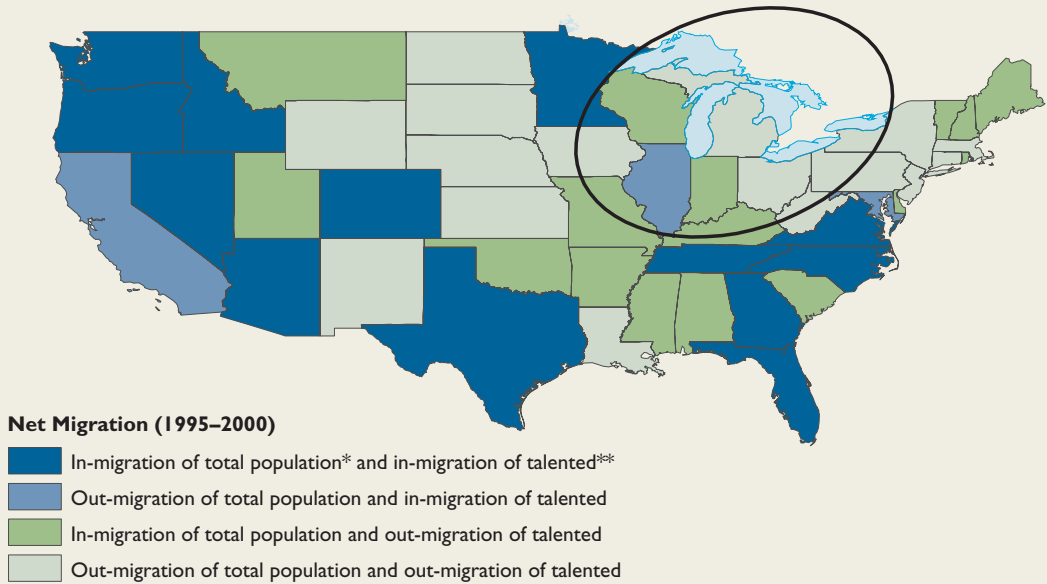 Net Migration (1995–2000)
In-migration of total population* and in-migration of talented**
Out-migration of total population and in-migration of talented
In-migration of total population and out-migration of talented
Out-migration of total population and out-migration of talented